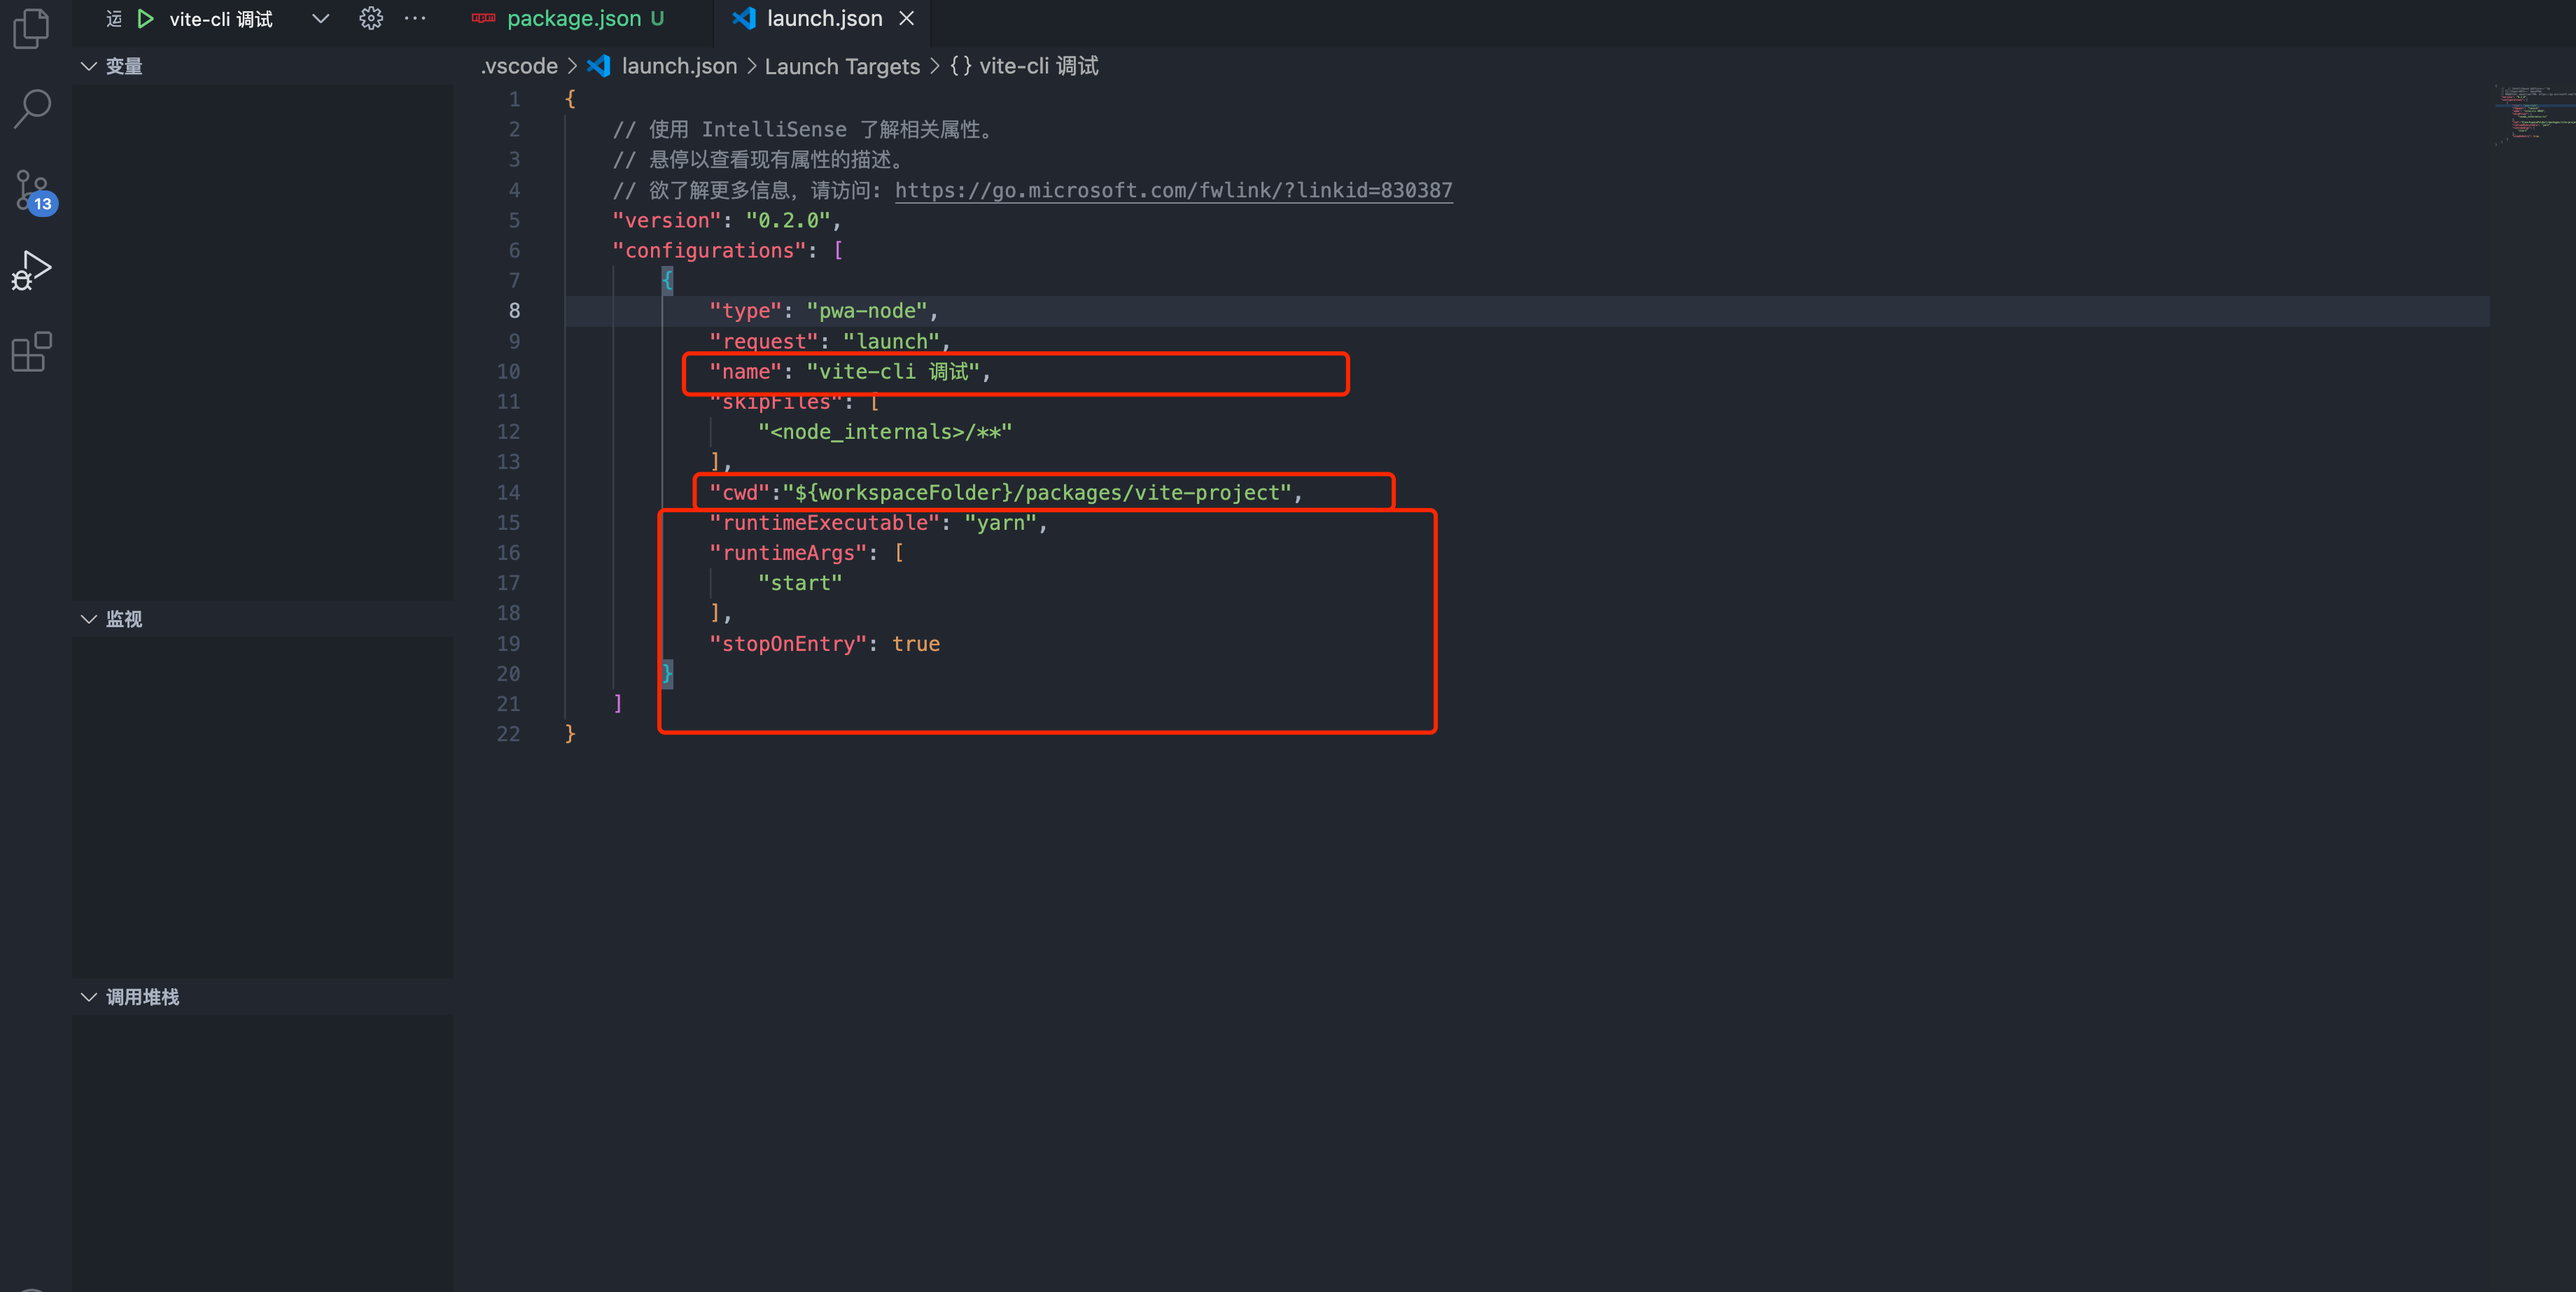 运 vite-cli 调试 ···
package.json U
launch.json
变量
.vscode > launch.json > Launch Targets > {} vite-cli 调试
13
1 {
2 // 使用 IntelliSense 了解相关属性。
3 // 悬停以查看现有属性的描述。
4 // 欲了解更多信息，请访问: https://go.microsoft.com/fwlink/?linkid=830387
5 "version": "0.2.0",
6 "configurations": [
7 {
8 "type": "pwa-node",
9 "request": "launch",
10 "name": "vite-cli 调试",
11 "skipFiles": [
12 "<node_internals>/**"
13 ],
14 "cwd":"${workspaceFolder}/packages/vite-project",
15 "runtimeExecutable": "yarn",
16 "runtimeArgs": [
17 "start"
18 ],
19 "stopOnEntry": true
20 }
21 ]
22 }
监视
调用堆栈